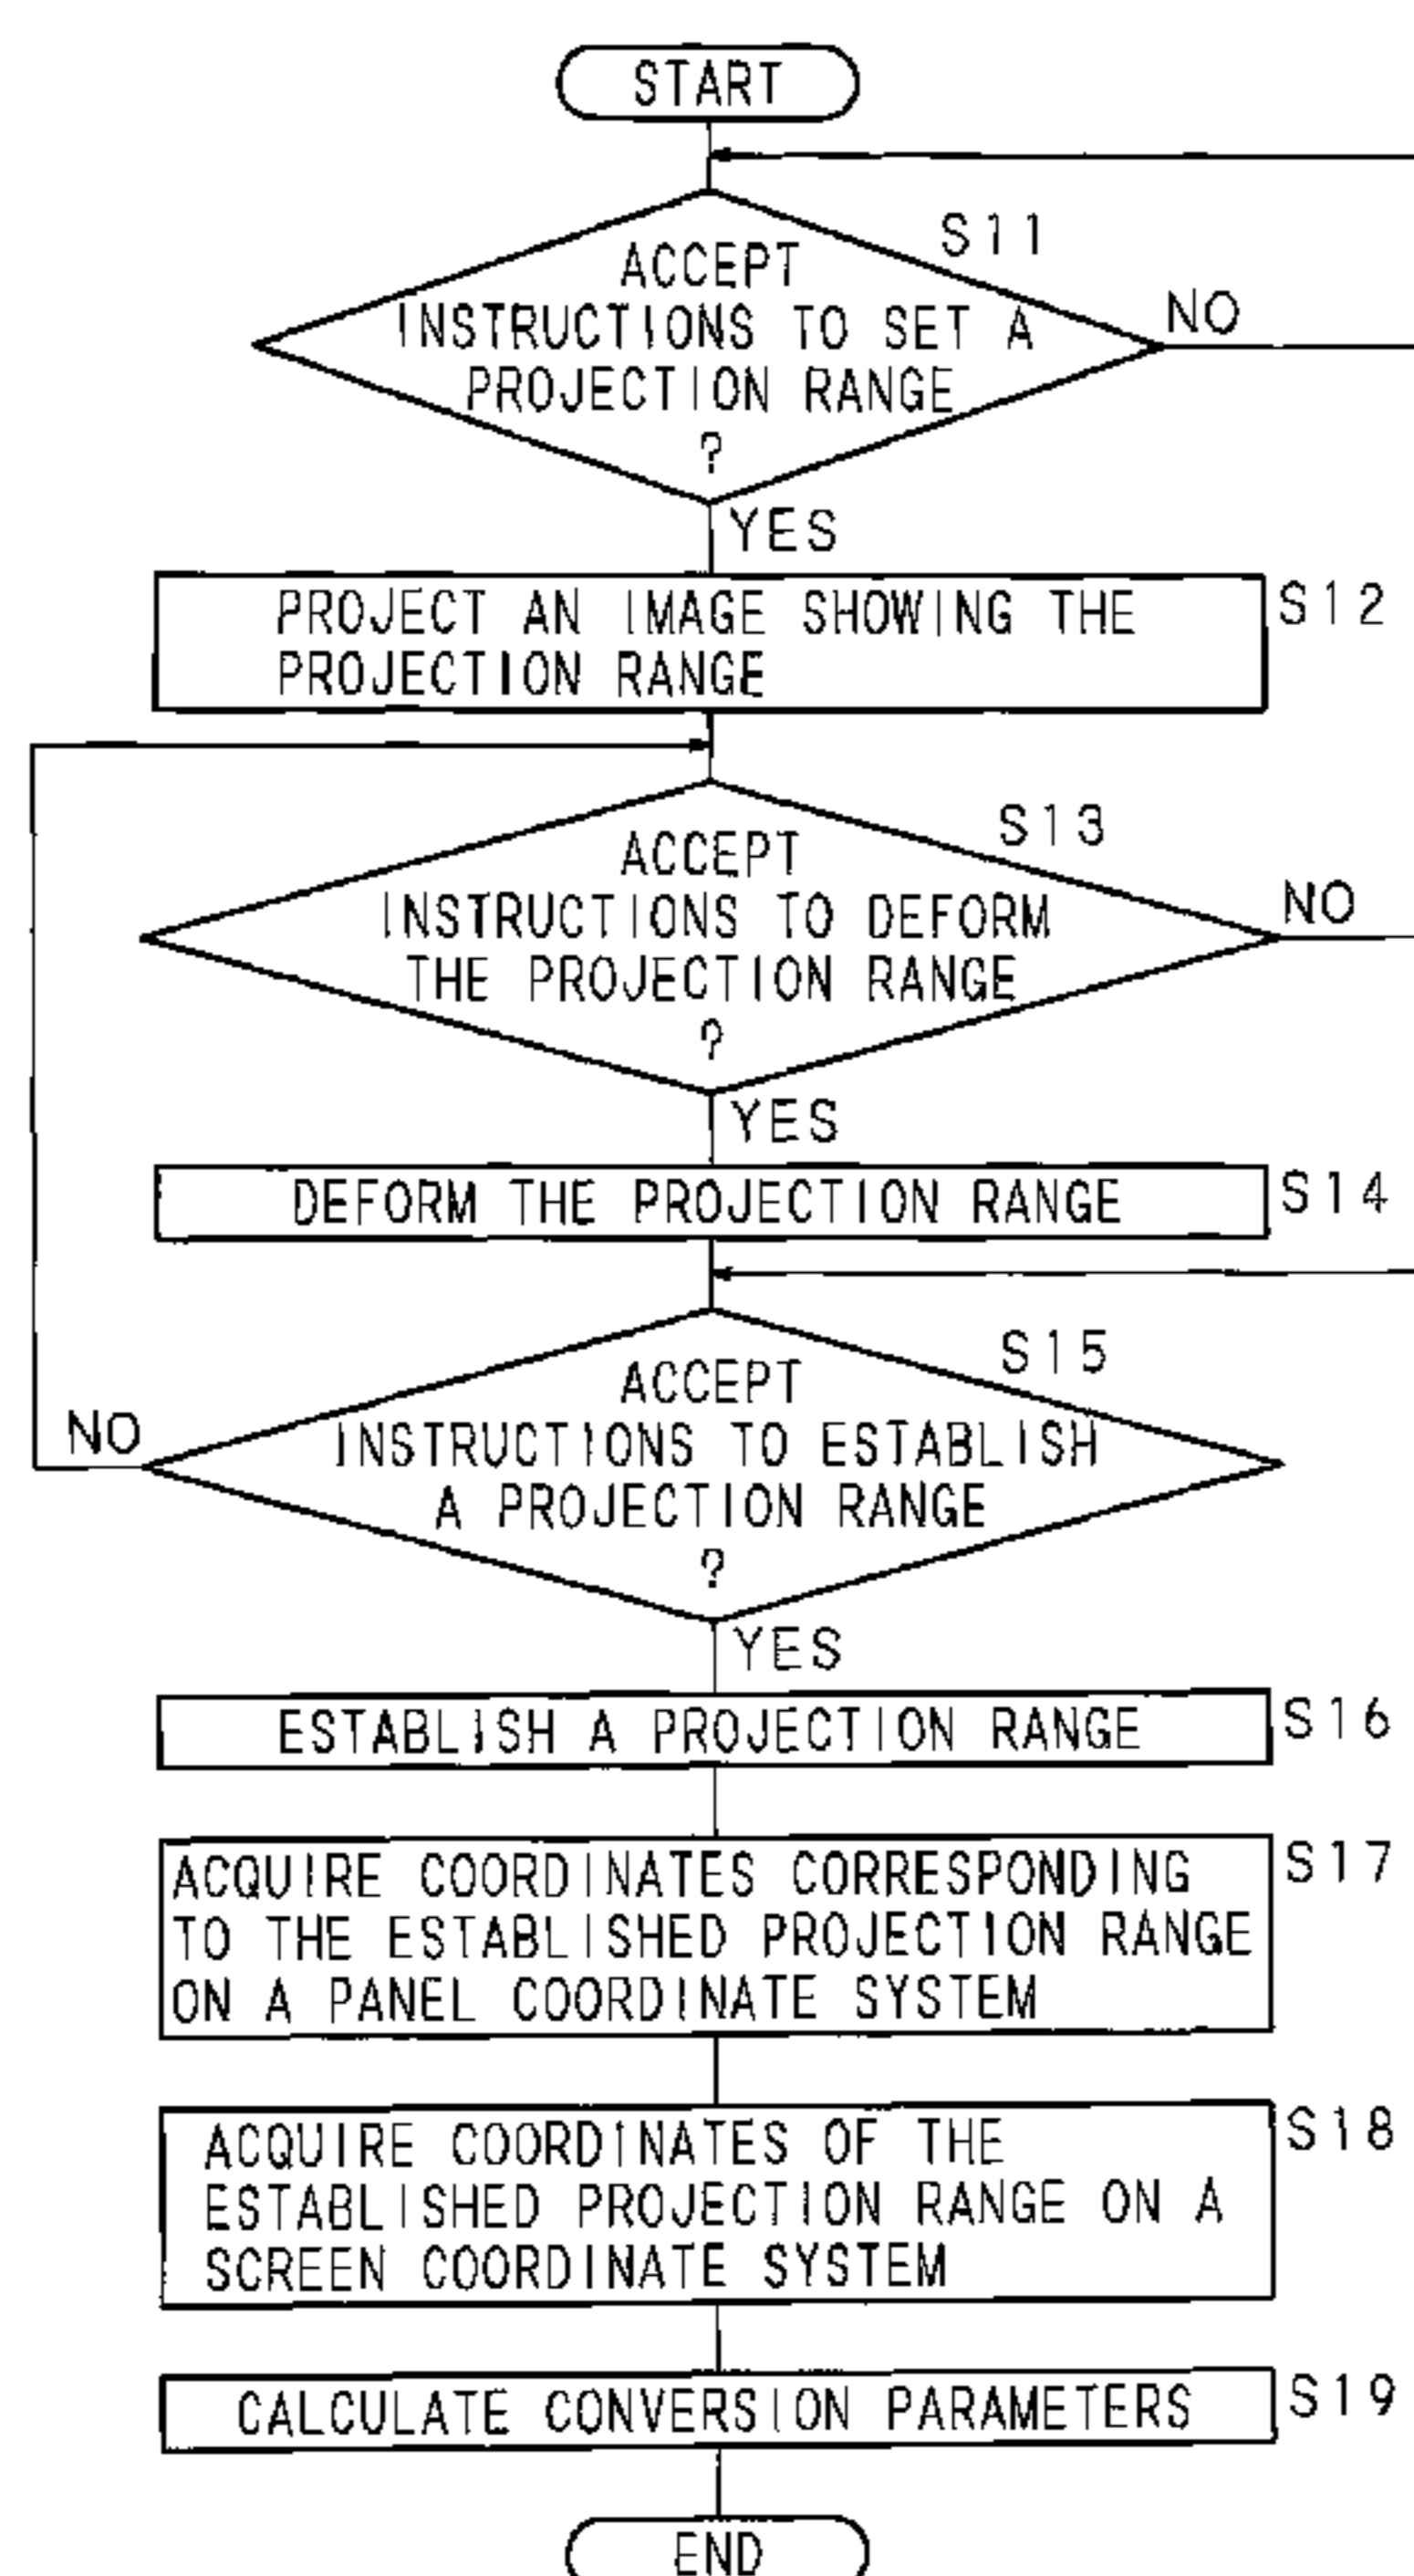 START
S11
ACCEPT
INSTRUCTIONS TO SET A
PROJECTION RANGE
?
NO
YES
PROJECT AN IMAGE SHOWING THE
PROJECTION RANGE
S12
S13
ACCEPT
INSTRUCTIONS TO DEFORM
THE PROJECTION RANGE
?
NO
YES
DEFORM THE PROJECTION RANGE
S14
S15
ACCEPT
INSTRUCTIONS TO ESTABLISH
A PROJECTION RANGE
?
NO
YES
ESTABLISH A PROJECTION RANGE
S16
ACQUIRE COORDINATES CORRESPONDING
TO THE ESTABLISHED PROJECTION RANGE
ON A PANEL COORDINATE SYSTEM
S17
ACQUIRE COORDINATES OF THE
ESTABLISHED PROJECTION RANGE ON A
SCREEN COORDINATE SYSTEM
S18
CALCULATE CONVERSION PARAMETERS
S19
END